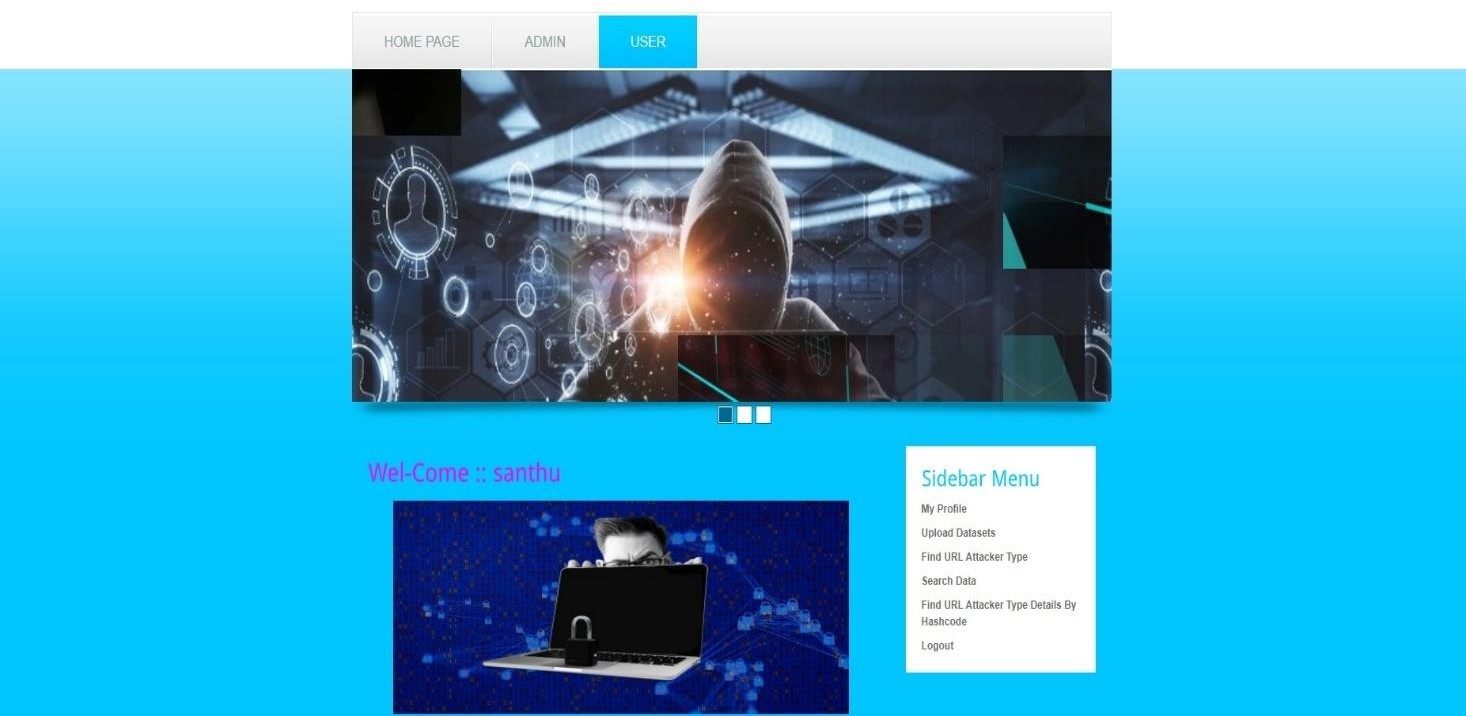 HOME PAGE
ADMIN
USER
Wel-Come :: santhu
Sidebar Menu
My Profile
Upload Datasets
Find URL Attacker Type
Search Data
Find URL Attacker Type Details By
Hashcode
Logout